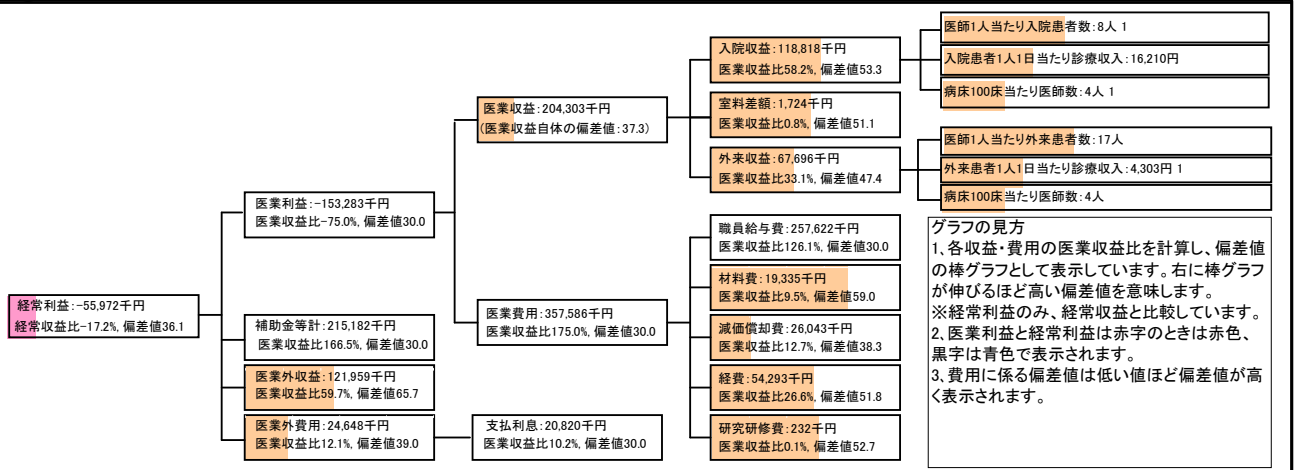 経常利益:-55,972千円
経常収比-17.2%, 偏差値36.1
医業利益:-153,283千円
医業収益比-75.0%, 偏差値30.0
補助金等計:215,182千円
医業収益比166.5%, 偏差値30.0
医業外収益:121,959千円
医業収益比59.7%, 偏差値65.7
医業外費用:24,648千円
医業収益比12.1%, 偏差値39.0
医業収益:204,303千円
(医業収益自体の偏差値:37.3)
医業費用:357,586千円
医業収益比175.0%, 偏差値30.0
支払利息:20,820千円
医業収益比10.2%, 偏差値30.0
入院収益:118,818千円
医業収益比58.2%, 偏差値53.3
室料差額:1,724千円
医業収益比0.8%, 偏差値51.1
外来収益:67,696千円
医業収益比33.1%, 偏差値47.4
職員給与費:257,622千円
医業収益比126.1%, 偏差値30.0
材料費:19,335千円
医業収益比9.5%, 偏差値59.0
減価償却費:26,043千円
医業収益比12.7%, 偏差値38.3
経費:54,293千円
医業収益比26.6%, 偏差値51.8
研究研修費:232千円
医業収益比0.1%, 偏差値52.7
医師1人当たり入院患者数:8人 1
入院患者1人1日当たり診療収入:16,210円
病床100床当たり医師数:4人 1
医師1人当たり外来患者数:17人
外来患者1人1日当たり診療収入:4,303円 1
病床100床当たり医師数:4人
グラフの見方
1、各収益・費用の医業収益比を計算し、偏差値
の棒グラフとして表示しています。右に棒グラフ
が伸びるほど高い偏差値を意味します。
※経常利益のみ、経常収益と比較しています。
2、医業利益と経常利益は赤字のときは赤色、
黒字は青色で表示されます。
3、費用に係る偏差値は低い値ほど偏差値が高
く表示されます。